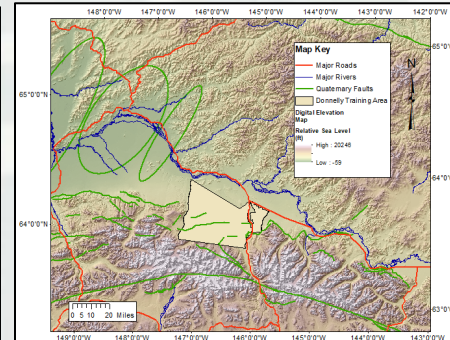 148°0'0"W 147°0'0"W 146°0'0"W 145°0'0"W 144°0'0"W 143°0'0"W 142°0'0"W
65°0'0"N
64°0'0"N
Map Key
Major Roads
Major Rivers
Quaternary Faults
Donnelly Training Area
Digital Elevation
Map
Relative Sea Level
(ft)
High : 20246
Low : -59
N
65°0'
64°0'0"N
63°0'
0 5 10 20 Miles
149°0'0"W 148°0'0"W 147°0'0"W 146°0'0"W 145°0'0"W 144°0'0"W 143°0'0"W